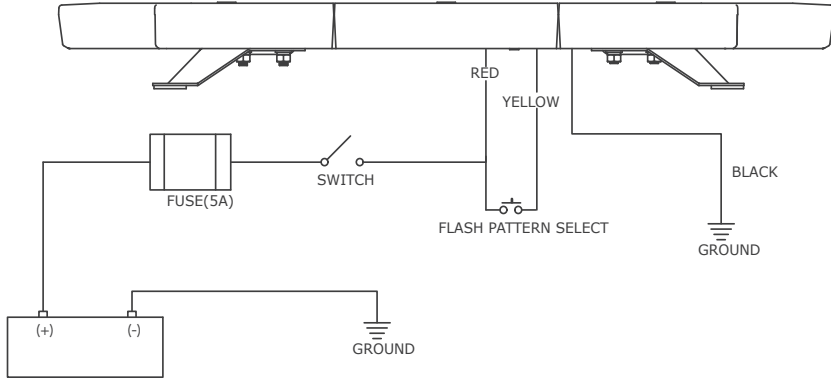 RED
YELLOW
BLACK
SWITCH
FUSE(5A)
FLASH PATTERN SELECT
GROUND
(+)
(-)
GROUND